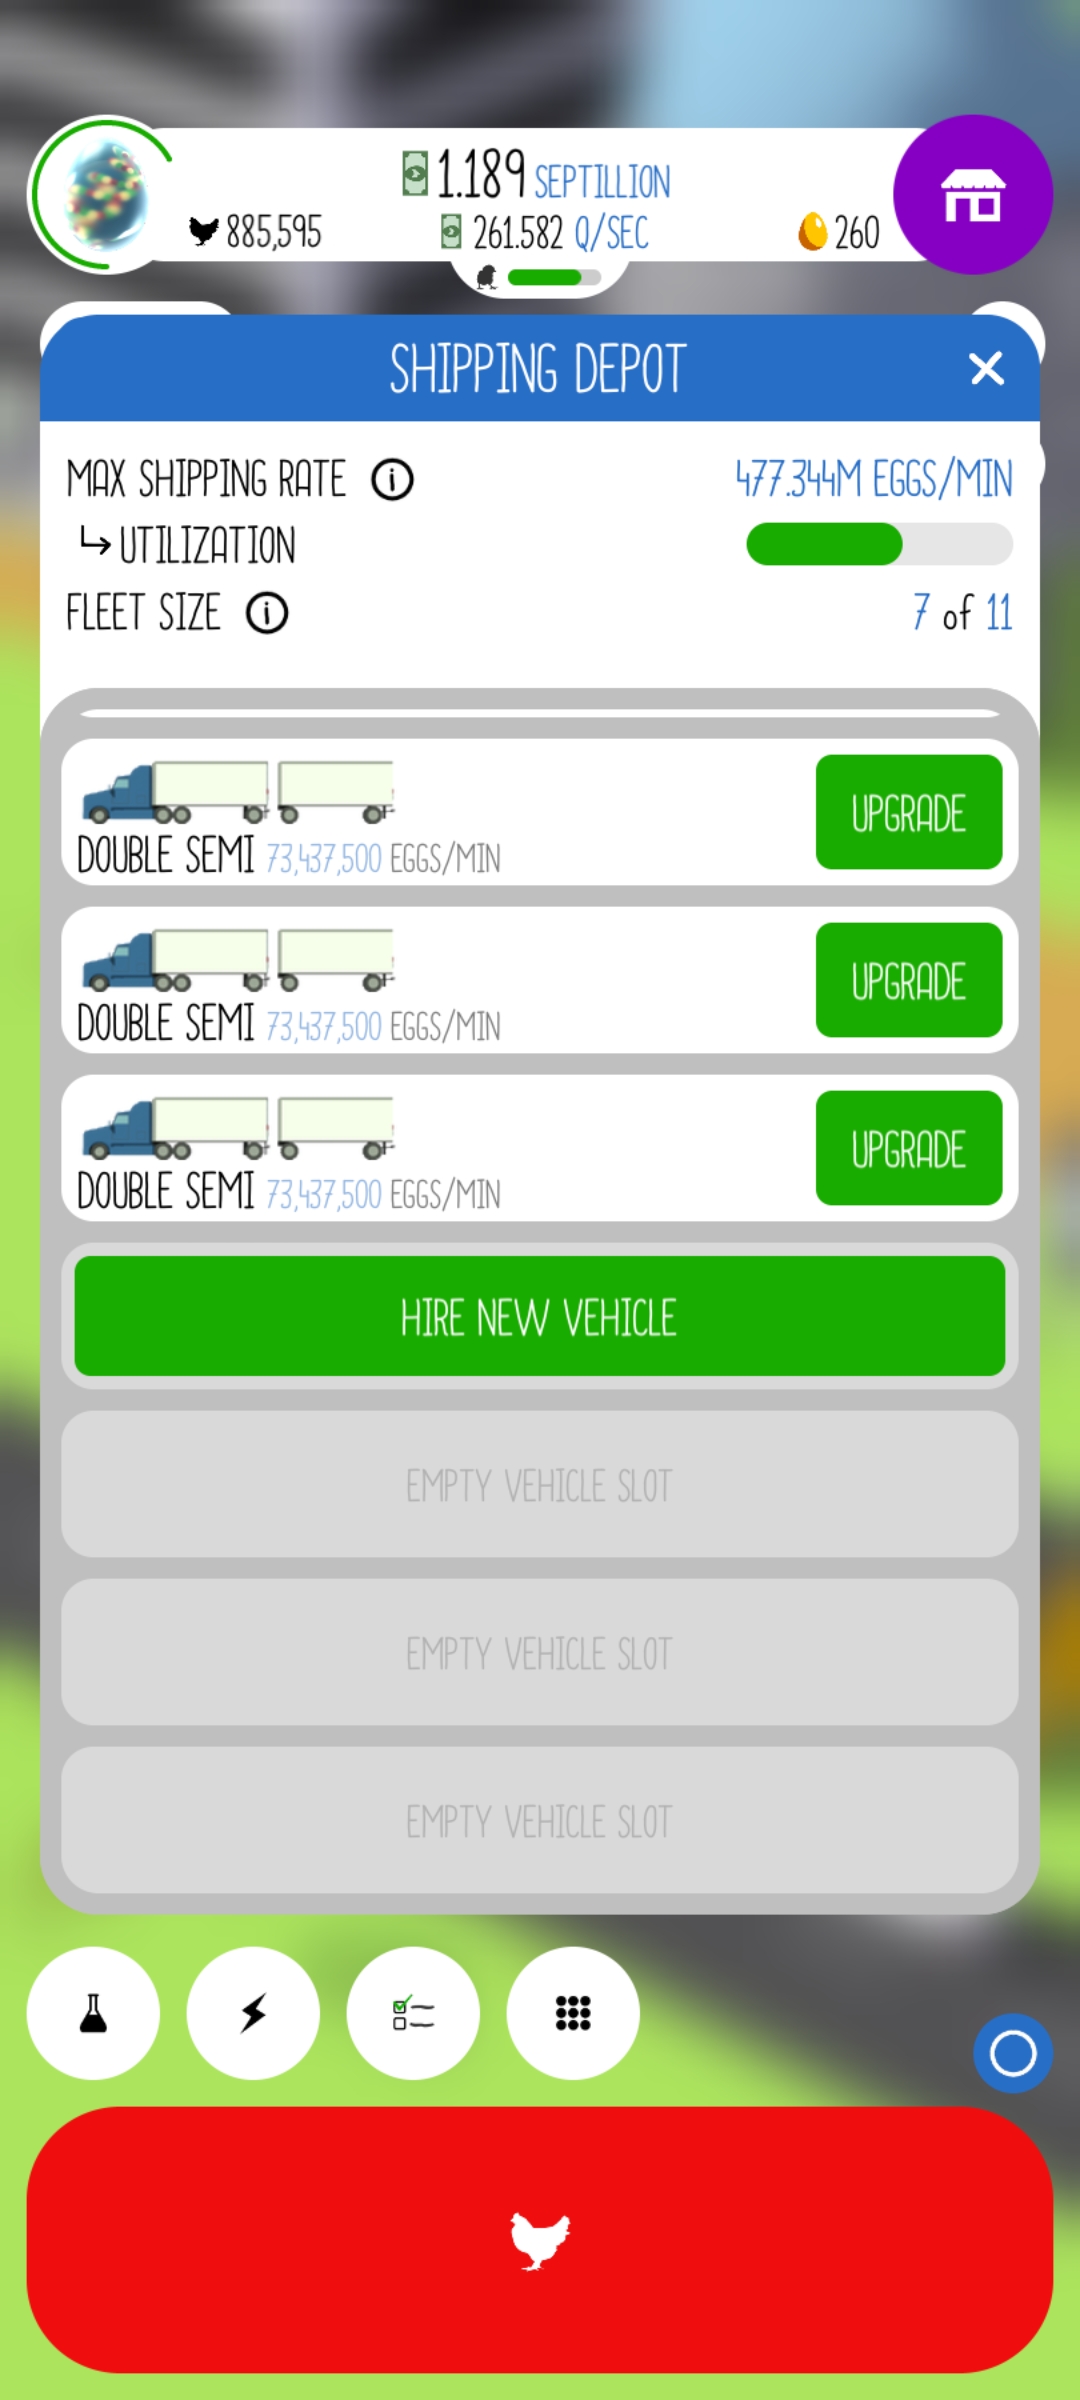 1.189 SEPTILLION
885,595 261.582 Q/SEC 260
SHIPPING DEPOT
MAX SHIPPING RATE 477.344M EGGS/MIN
UTILIZATION
FLEET SIZE 7 of 11
UPGRADE
DOUBLE SEMI 73,437,500 EGGS/MIN
UPGRADE
DOUBLE SEMI 73,437,500 EGGS/MIN
UPGRADE
DOUBLE SEMI 73,437,500 EGGS/MIN
HIRE NEW VEHICLE
EMPTY VEHICLE SLOT
EMPTY VEHICLE SLOT
EMPTY VEHICLE SLOT